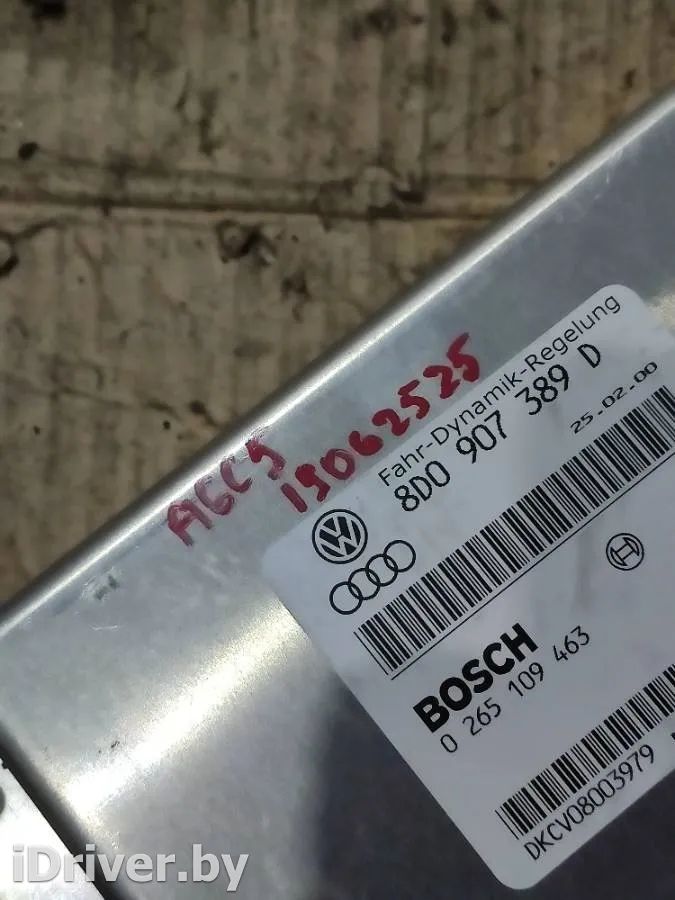 A6C5
19062525
Fahr-Dynamik-Regelung
8D0 907 389 D
25.02.00
BOSCH
0 265 109 463
DKCV08003979
iDriver.by